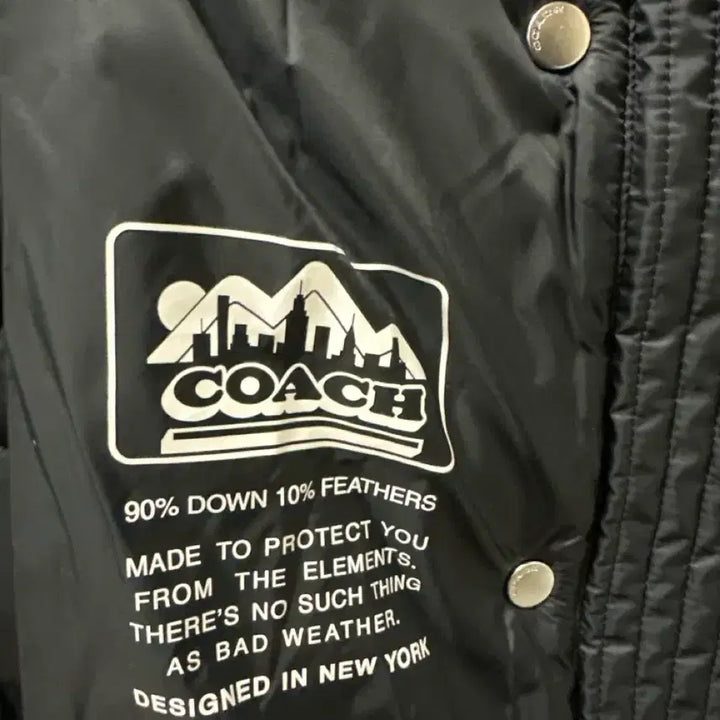 COACH
COACH
90% DOWN 10% FEATHERS
MADE TO PROTECT YOU
FROM THE ELEMENTS.
THERE'S NO SUCH THING
AS BAD WEATHER.
DESIGNED IN NEW YORK